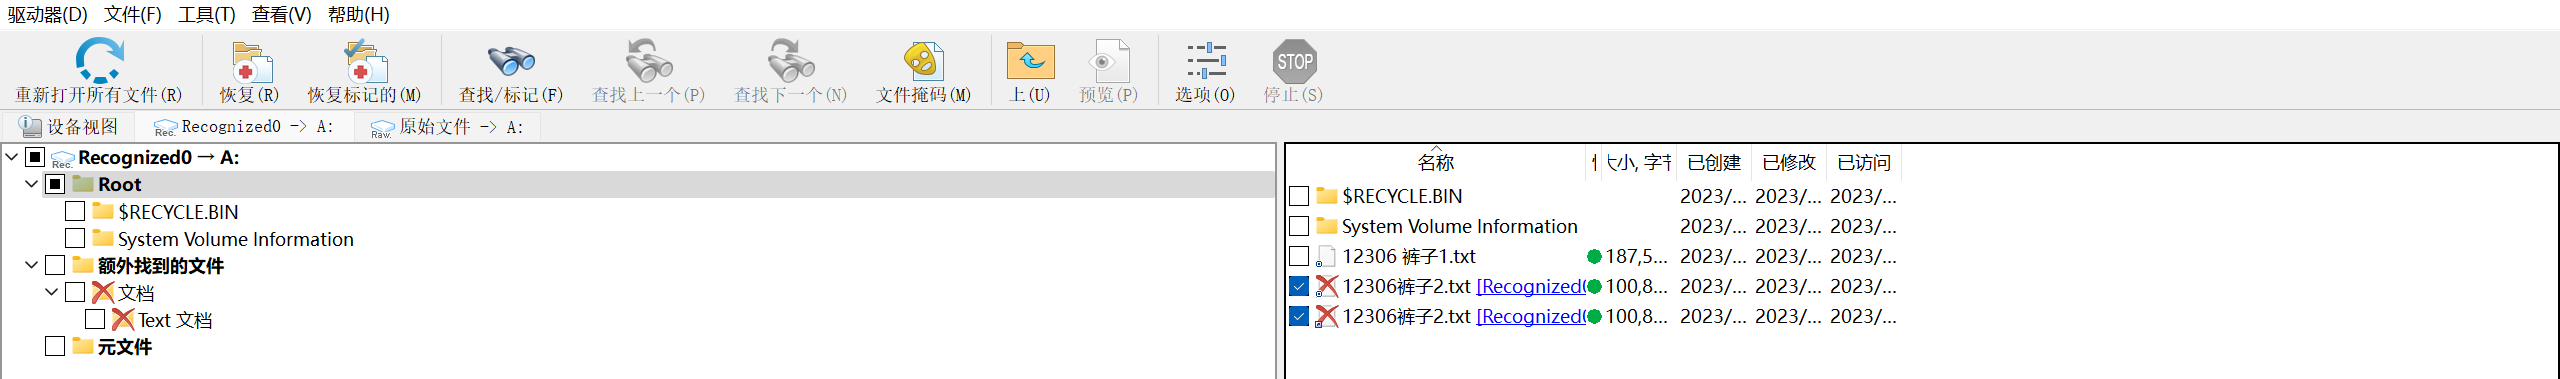 驱动器(D) 文件(F) 工具(T) 查看(V) 帮助(H)
重新打开所有文件(R) 恢复(R) 恢复标记的(M) 查找/标记(F) 查找上一个(P) 查找下一个(N) 文件掩码(M) 上(U) 预览(P) 选项(O) STOP 停止(S)
设备视图 Rec. Recognized0 -> A: Raw. 原始文件 -> A:
Rec. Recognized0 → A:
Root
$RECYCLE.BIN
System Volume Information
额外找到的文件
文档
Text 文档
元文件
名称 大小, 字节 已创建 已修改 已访问
$RECYCLE.BIN 2023/... 2023/... 2023/...
System Volume Information 2023/... 2023/... 2023/...
12306 裤子1.txt 187,5... 2023/... 2023/... 2023/...
12306裤子2.txt [Recognized 100,8... 2023/... 2023/... 2023/...
12306裤子2.txt [Recognized 100,8... 2023/... 2023/... 2023/...